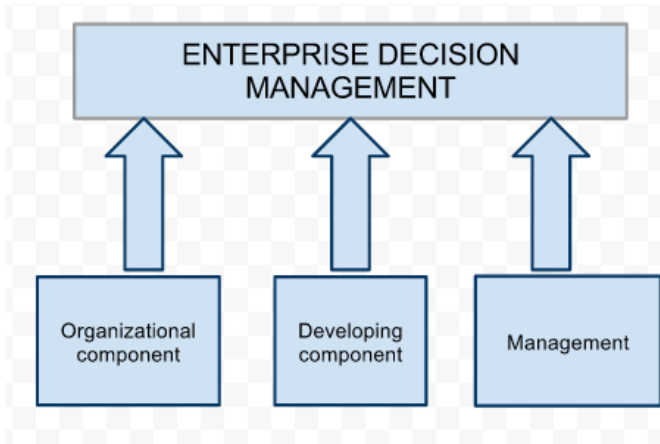 ENTERPRISE DECISION
MANAGEMENT
Organizational
component
Developing
component
Management